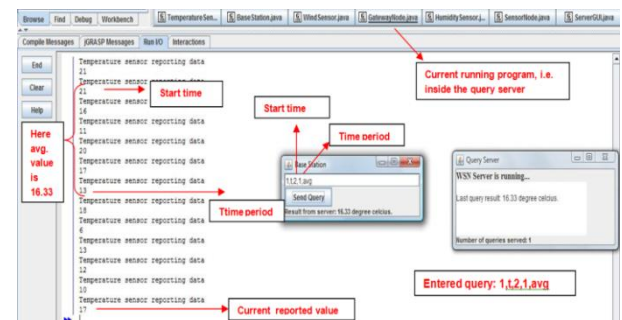 Browse Find Debug Workbench
TemperatureSen... BaseStation.java WindSensor.java GatewayNode.java HumiditySensor.j... SensorNode.java ServerGUI.java
Compile Messages jGRASP Messages Run I/O Interactions
End
Clear
Help
Temperature sensor reporting data
21
Temperature sensor reporting data
21
Temperature sensor reporting data
16
Temperature sensor reporting data
11
Temperature sensor reporting data
20
Temperature sensor reporting data
17
Temperature sensor reporting data
13
Temperature sensor reporting data
18
Temperature sensor reporting data
6
Temperature sensor reporting data
13
Temperature sensor reporting data
12
Temperature sensor reporting data
10
Temperature sensor reporting data
17
Start time
Here
avg.
value
is
16.33
Ttime period
Current reported value
Start time
Time period
Current running program, i.e.
inside the query server
Base Station
1,t,2,1,avg
Send Query
Result from server: 16.33 degree celcius.
Query Server
WSN Server is running...
Last query result: 16.33 degree celcius.
Number of queries served:1
Entered query: 1,t,2,1,avg